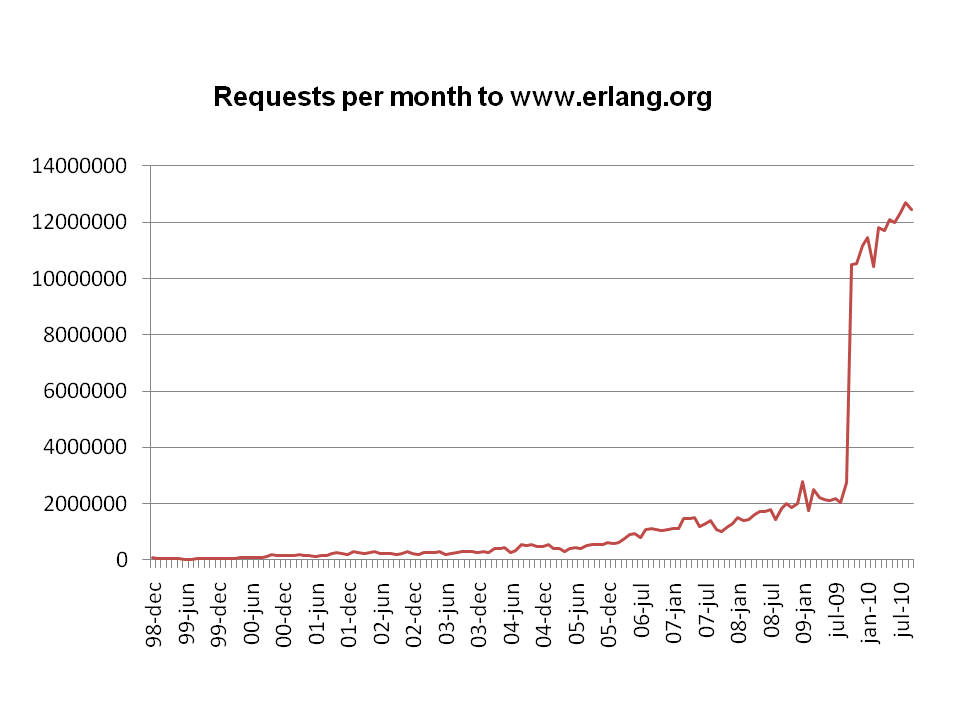 Requests per month to www.erlang.org
14000000
12000000
10000000
8000000
6000000
4000000
2000000
0
98-dec
99-jun
99-dec
00-jun
00-dec
01-jun
01-dec
02-jun
02-dec
03-jun
03-dec
04-jun
04-dec
05-jun
05-dec
06-jul
07-jan
07-jul
08-jan
08-jul
09-jan
jul-09
jan-10
jul-10